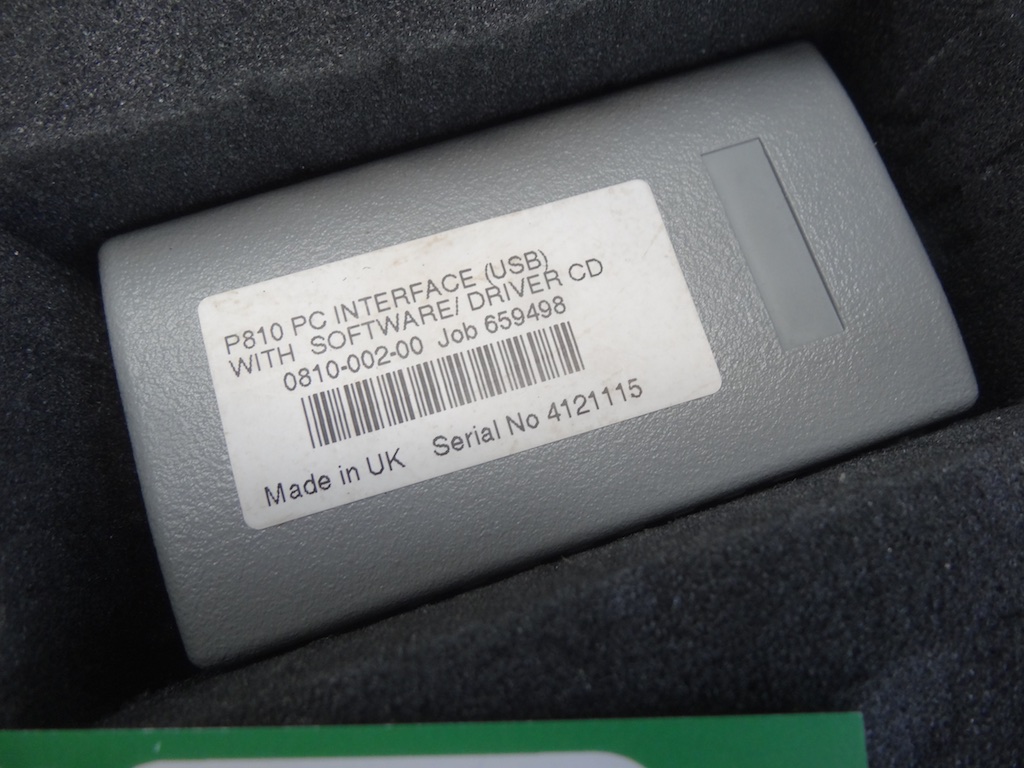 P810 PC INTERFACE (USB)
WITH SOFTWARE/ DRIVER CD
0810-002-00 Job 659498
Made in UK Serial No 4121115